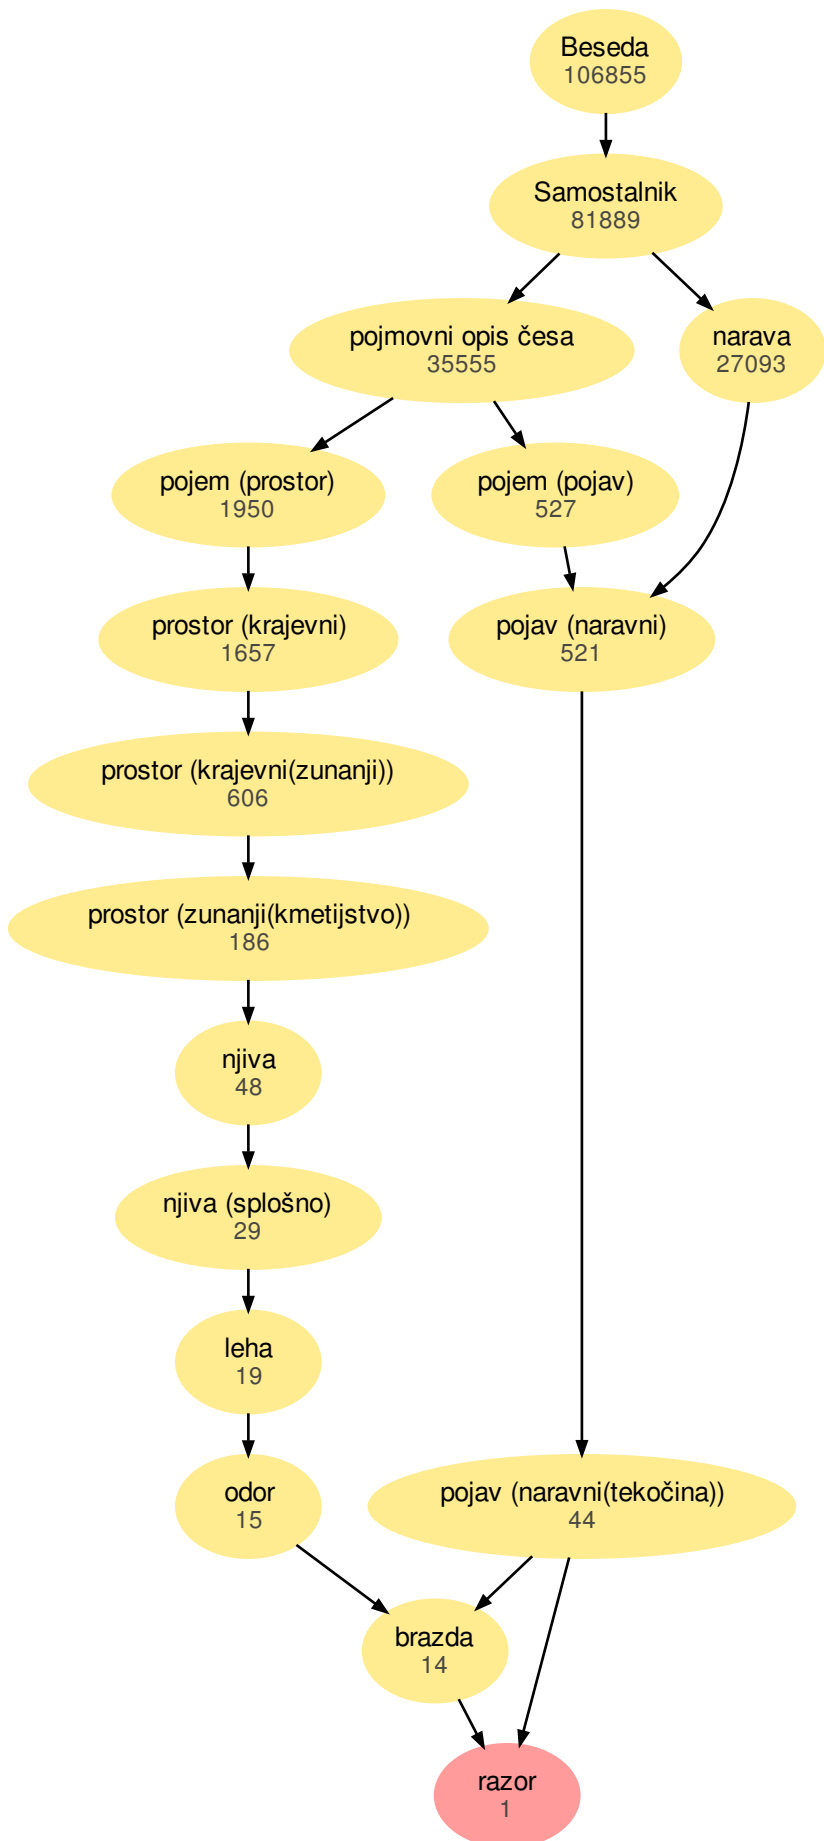 Beseda
106855
Samostalnik
81889
pojmovni opis česa
35555
narava
27093
pojem (prostor)
1950
pojem (pojav)
527
prostor (krajevni)
1657
pojav (naravni)
521
prostor (krajevni(zunanji))
606
prostor (zunanji(kmetijstvo))
186
njiva
48
njiva (splošno)
29
leha
19
odor
15
pojav (naravni(tekočina))
44
brazda
14
razor
1